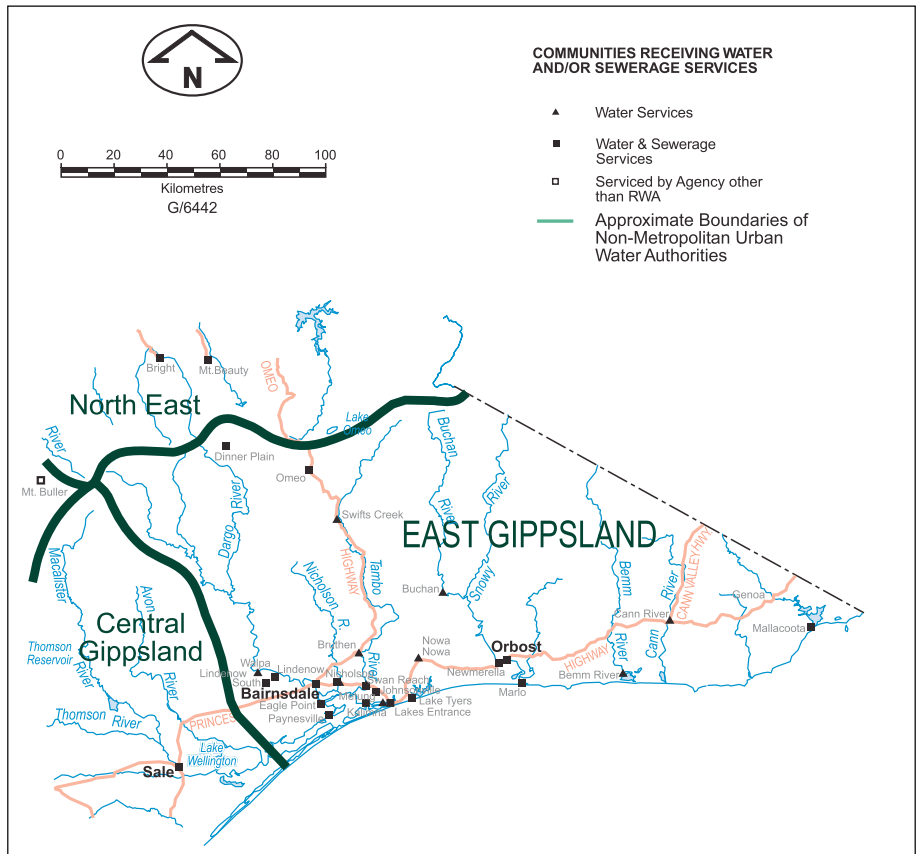 COMMUNITIES RECEIVING WATER
AND/OR SEWERAGE SERVICES
N
Water Services
Water & Sewerage
Services
0 20 40 60 80 100
Kilometres
G/6442
Serviced by Agency other
than RWA
Approximate Boundaries of
Non-Metropolitan Urban
Water Authorities
Bright
Mt.Beauty
OMEO
North East
Lake
Omeo
Buchan
River
River
Dinner Plain
Omeo
Mt. Buller
River
River
Swifts Creek
EAST GIPPSLAND
Dargo
HIGHWAY
Macalister
River
Avon
River
Nicholson
R.
Tambo
River
Buchan
Snowy
Bemm
River
Cann
River
CANN VALLEY HWY
Genoa
Cann River
Mallacoota
Central
Gippsland
Thomson
Reservoir
Bruthen
Nowa
Nowa
Orbost
HIGHWAY
Newmerella
Bemm River
Marlo
Walpa
Lindenow
Lindenow
South
Nicholson
Swan Reach
Johnsonville
Bairnsdale
Metung
Eagle Point
Kalimna
Lake Tyers
Lakes Entrance
Paynesville
Thomson
River
PRINCES
Lake
Wellington
Sale